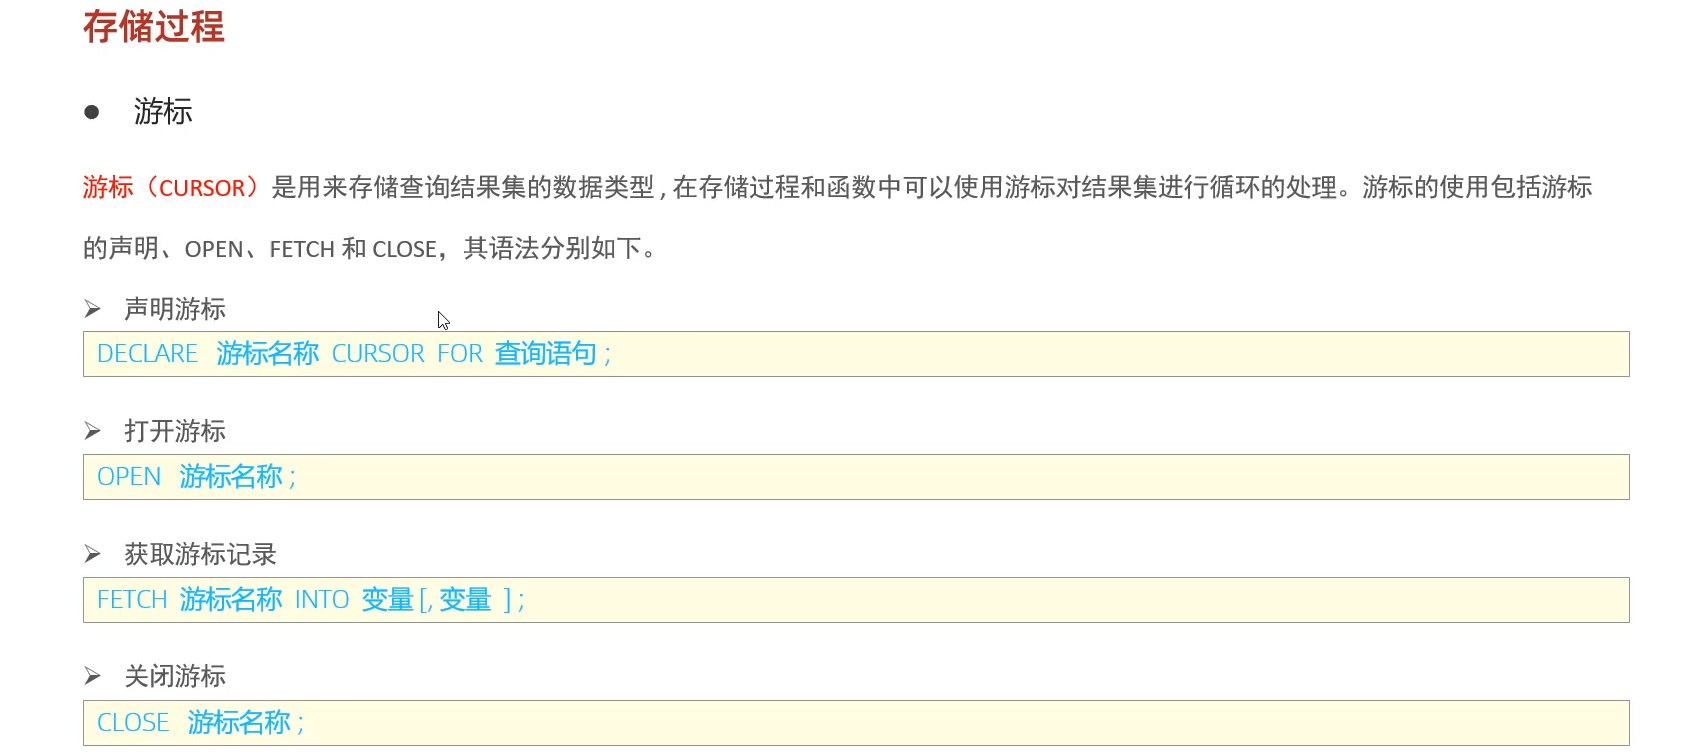 存储过程
● 游标
游标（CURSOR）是用来存储查询结果集的数据类型 , 在存储过程和函数中可以使用游标对结果集进行循环的处理。游标的使用包括游标
的声明、OPEN、FETCH 和 CLOSE，其语法分别如下。
➢ 声明游标
DECLARE 游标名称 CURSOR FOR 查询语句 ;
➢ 打开游标
OPEN 游标名称 ;
➢ 获取游标记录
FETCH 游标名称 INTO 变量 [, 变量 ] ;
➢ 关闭游标
CLOSE 游标名称 ;